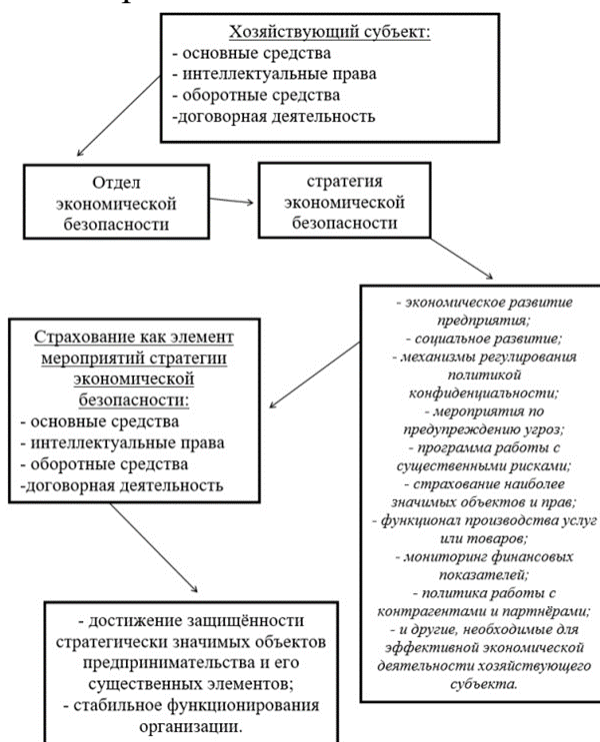 Хозяйствующий субъект:
- основные средства
- интеллектуальные права
- оборотные средства
-договорная деятельность
Отдел
экономической
безопасности
стратегия
экономической
безопасности
- экономическое развитие
предприятия;
- социальное развитие;
- механизмы регулирования
политикой
конфиденциальности;
- мероприятия по
предупреждению угроз;
- программа работы с
существенными рисками;
- страхование наиболее
значимых объектов и прав;
- функционал производства услуг
или товаров;
- мониторинг финансовых
показателей;
- политика работы с
контрагентами и партнёрами;
- и другие, необходимые для
эффективной экономической
деятельности хозяйствующего
субъекта.
Страхование как элемент
мероприятий стратегии
экономической
безопасности:
- основные средства
- интеллектуальные права
- оборотные средства
-договорная деятельность
- достижение защищённости
стратегически значимых объектов
предпринимательства и его
существенных элементов;
- стабильное функционирования
организации.